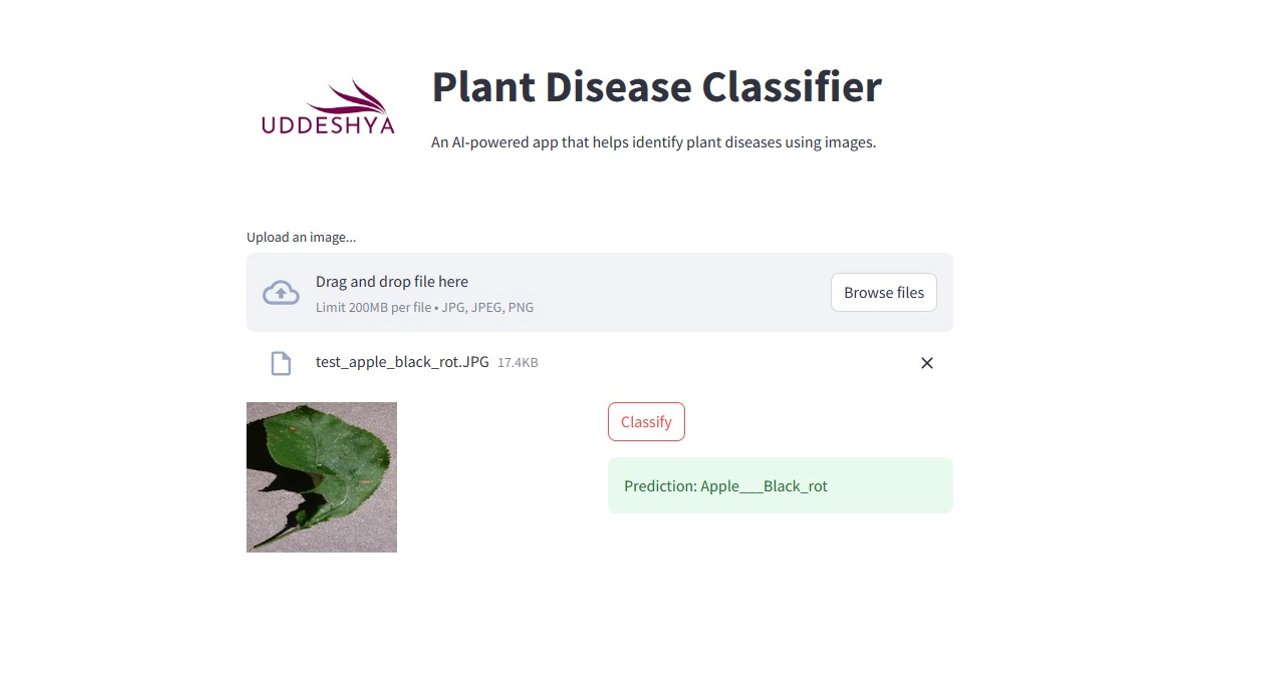 UDDESHYA
Plant Disease Classifier
An AI-powered app that helps identify plant diseases using images.
Upload an image...
Drag and drop file here
Limit 200MB per file • JPG, JPEG, PNG
Browse files
test_apple_black_rot.JPG 17.4KB
Classify
Prediction: Apple___Black_rot